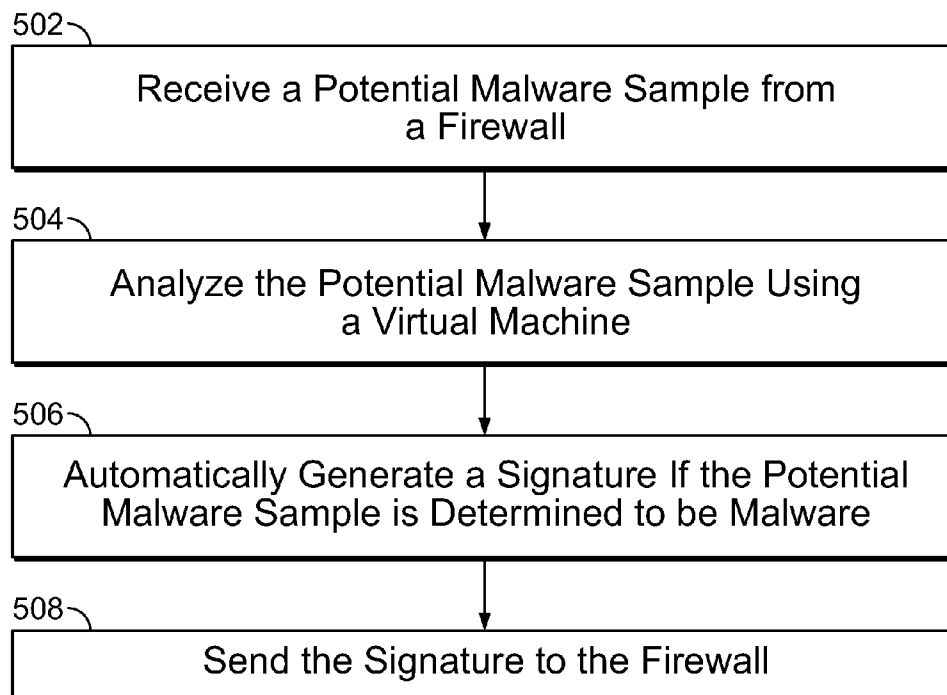 502
Receive a Potential Malware Sample from
a Firewall
504
Analyze the Potential Malware Sample Using
a Virtual Machine
506
Automatically Generate a Signature If the Potential
Malware Sample is Determined to be Malware
508
Send the Signature to the Firewall